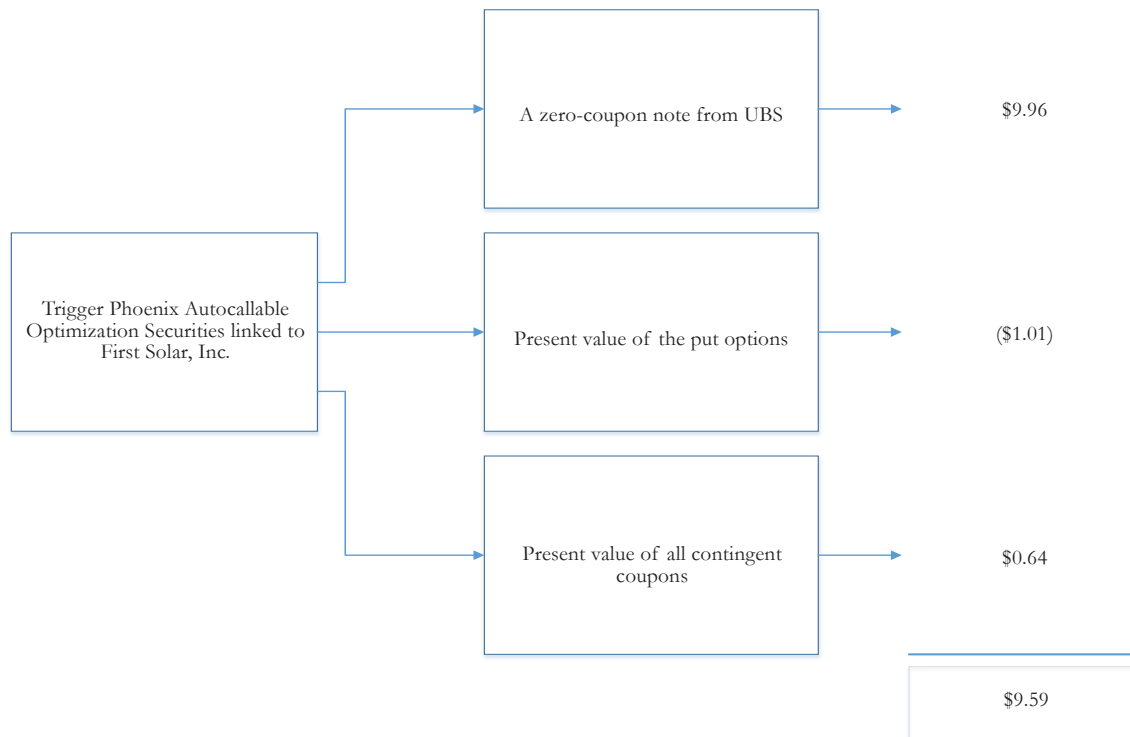 A zero-coupon note from UBS
$9.96
Trigger Phoenix Autocallable
Optimization Securities linked to
First Solar, Inc.
Present value of the put options
($1.01)
Present value of all contingent
coupons
$0.64
$9.59